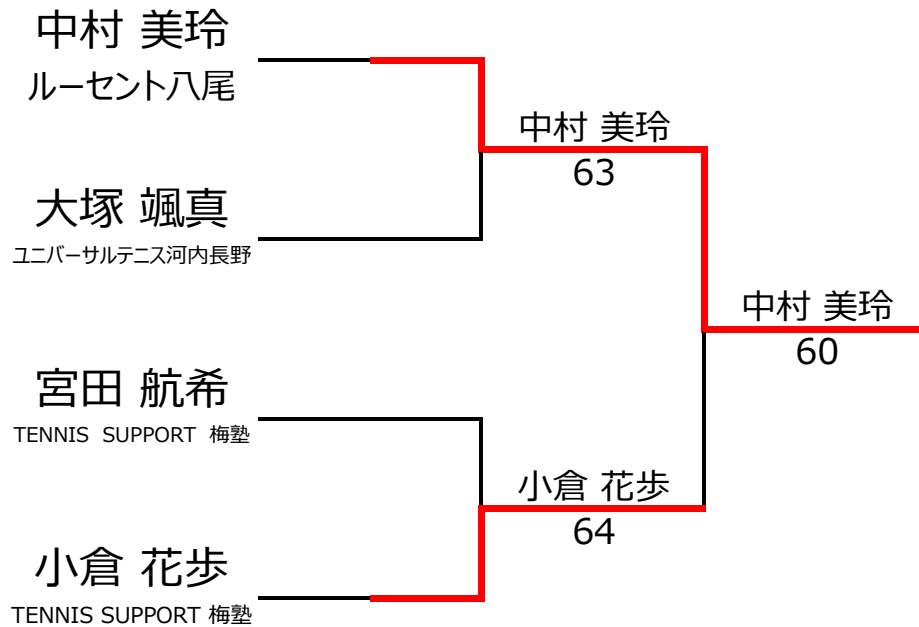 中村 美玲
ルーセント八尾
中村 美玲
63
大塚 颯真
ユニバーサルテニス河内長野
中村 美玲
60
宮田 航希
TENNIS SUPPORT 梅塾
小倉 花歩
64
小倉 花歩
TENNIS SUPPORT 梅塾